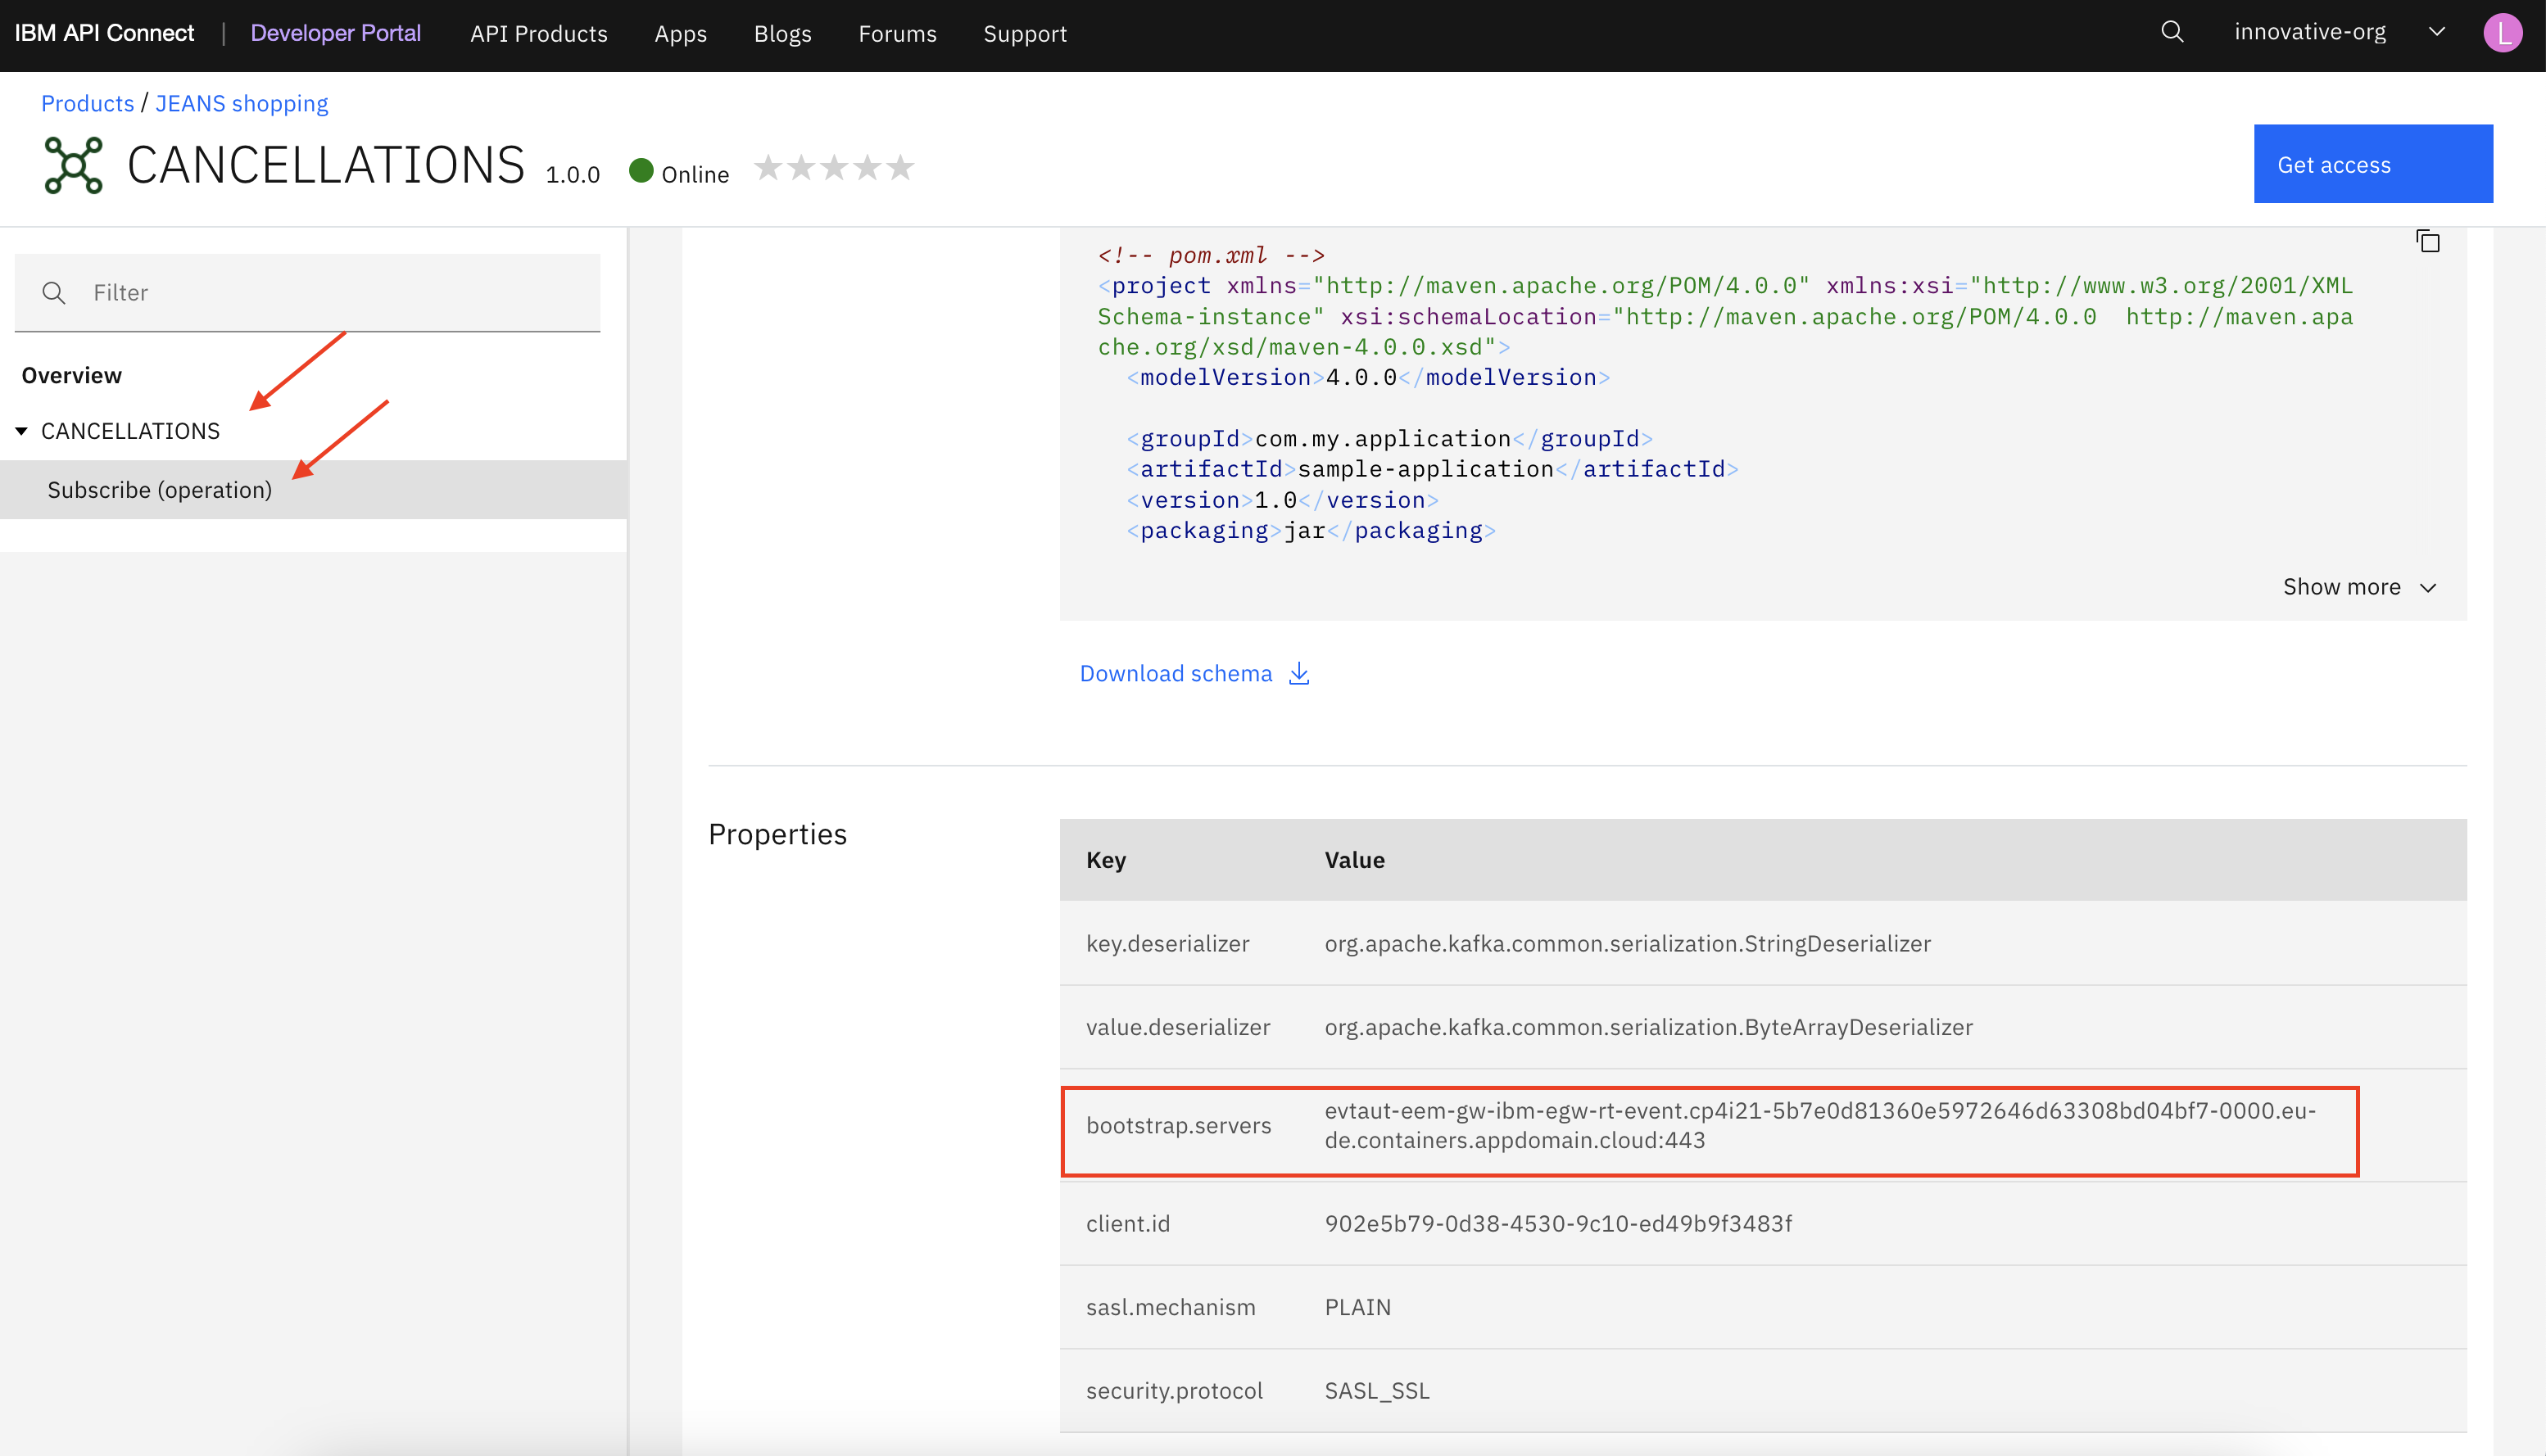 IBM API Connect | Developer Portal API Products Apps Blogs Forums Support innovative-org L
Products / JEANS shopping
CANCELLATIONS 1.0.0 Online Get access
Filter
Overview
CANCELLATIONS
Subscribe (operation)
<!-- pom.xml -->
<project xmlns="http://maven.apache.org/POM/4.0.0" xmlns:xsi="http://www.w3.org/2001/XML
Schema-instance" xsi:schemaLocation="http://maven.apache.org/POM/4.0.0  http://maven.apa
che.org/xsd/maven-4.0.0.xsd">
<modelVersion>4.0.0</modelVersion>
<groupId>com.my.application</groupId>
<artifactId>sample-application</artifactId>
<version>1.0</version>
<packaging>jar</packaging>
Show more
Download schema
Properties
Key Value
key.deserializer org.apache.kafka.common.serialization.StringDeserializer
value.deserializer org.apache.kafka.common.serialization.ByteArrayDeserializer
bootstrap.servers evtaut-eem-gw-ibm-egw-rt-event.cp4i21-5b7e0d81360e5972646d63308bd04bf7-0000.eu-
de.containers.appdomain.cloud:443
client.id 902e5b79-0d38-4530-9c10-ed49b9f3483f
sasl.mechanism PLAIN
security.protocol SASL_SSL